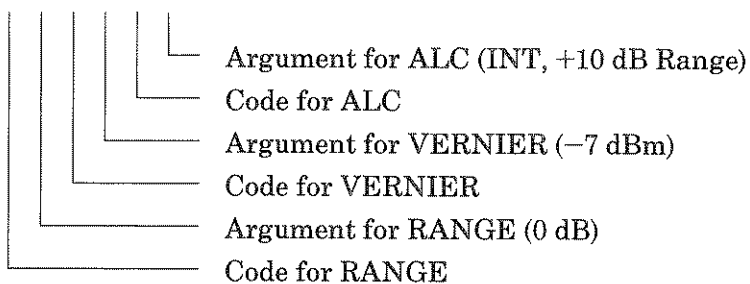 Argument for ALC (INT, +10 dB Range)
Code for ALC
Argument for VERNIER (−7 dBm)
Code for VERNIER
Argument for RANGE (0 dB)
Code for RANGE